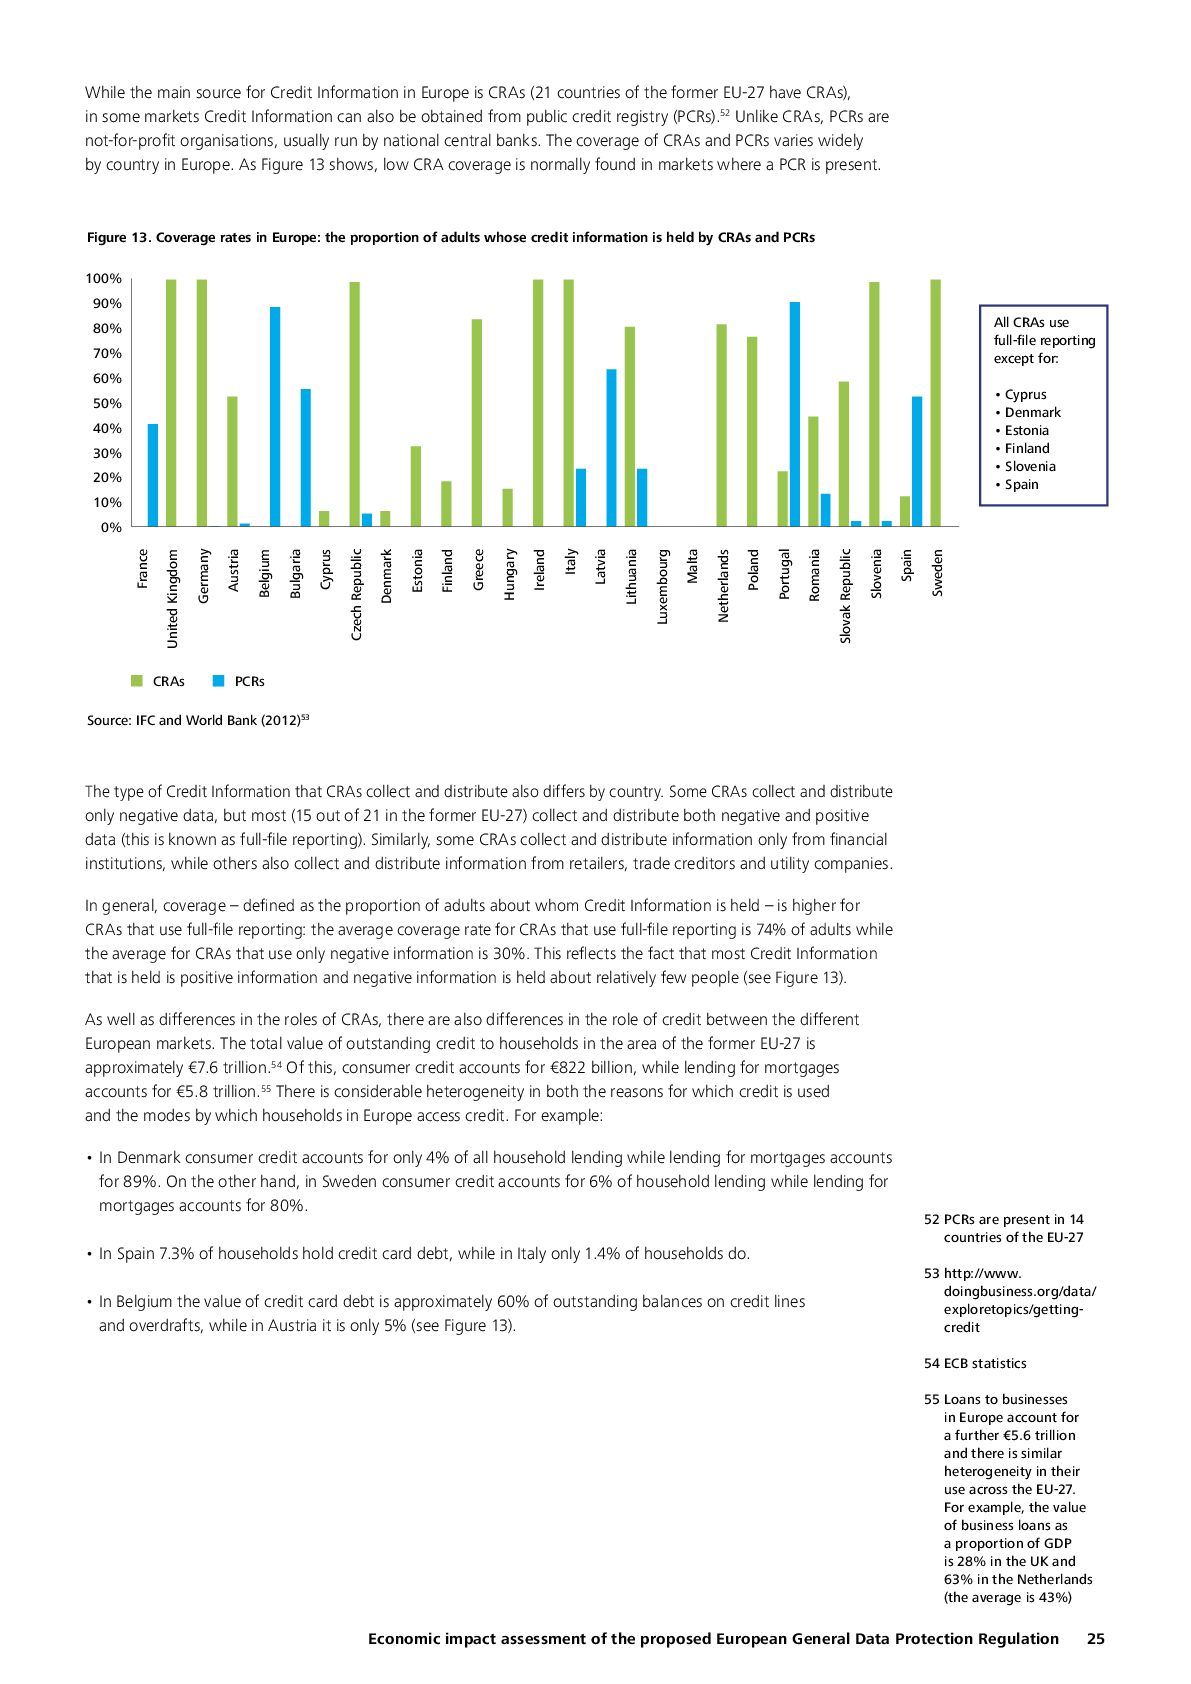 While the main source for Credit Information in Europe is CRAs (21 countries of the former EU-27 have CRAs),
in some markets Credit Information can also be obtained from public credit registry (PCRs).52 Unlike CRAs, PCRs are
not-for-profit organisations, usually run by national central banks. The coverage of CRAs and PCRs varies widely
by country in Europe. As Figure 13 shows, low CRA coverage is normally found in markets where a PCR is present.
Figure 13. Coverage rates in Europe: the proportion of adults whose credit information is held by CRAs and PCRs
100%
90%
80%
70%
60%
50%
40%
30%
20%
10%
0%
France
United Kingdom
Germany
Austria
Belgium
Bulgaria
Cyprus
Czech Republic
Denmark
Estonia
Finland
Greece
Hungary
Ireland
Italy
Latvia
Lithuania
Luxembourg
Malta
Netherlands
Poland
Portugal
Romania
Slovak Republic
Slovenia
Spain
Sweden
All CRAs use
full-file reporting
except for:
• Cyprus
• Denmark
• Estonia
• Finland
• Slovenia
• Spain
CRAs PCRs
Source: IFC and World Bank (2012)53
The type of Credit Information that CRAs collect and distribute also differs by country. Some CRAs collect and distribute
only negative data, but most (15 out of 21 in the former EU-27) collect and distribute both negative and positive
data (this is known as full-file reporting). Similarly, some CRAs collect and distribute information only from financial
institutions, while others also collect and distribute information from retailers, trade creditors and utility companies.
In general, coverage – defined as the proportion of adults about whom Credit Information is held – is higher for
CRAs that use full-file reporting: the average coverage rate for CRAs that use full-file reporting is 74% of adults while
the average for CRAs that use only negative information is 30%. This reflects the fact that most Credit Information
that is held is positive information and negative information is held about relatively few people (see Figure 13).
As well as differences in the roles of CRAs, there are also differences in the role of credit between the different
European markets. The total value of outstanding credit to households in the area of the former EU-27 is
approximately €7.6 trillion.54 Of this, consumer credit accounts for €822 billion, while lending for mortgages
accounts for €5.8 trillion.55 There is considerable heterogeneity in both the reasons for which credit is used
and the modes by which households in Europe access credit. For example:
• In Denmark consumer credit accounts for only 4% of all household lending while lending for mortgages accounts
for 89%. On the other hand, in Sweden consumer credit accounts for 6% of household lending while lending for
mortgages accounts for 80%.
• In Spain 7.3% of households hold credit card debt, while in Italy only 1.4% of households do.
• In Belgium the value of credit card debt is approximately 60% of outstanding balances on credit lines
and overdrafts, while in Austria it is only 5% (see Figure 13).
52 PCRs are present in 14
countries of the EU-27
53 http://www.
doingbusiness.org/data/
exploretopics/getting-
credit
54 ECB statistics
55 Loans to businesses
in Europe account for
a further €5.6 trillion
and there is similar
heterogeneity in their
use across the EU-27.
For example, the value
of business loans as
a proportion of GDP
is 28% in the UK and
63% in the Netherlands
(the average is 43%)
Economic impact assessment of the proposed European General Data Protection Regulation 25